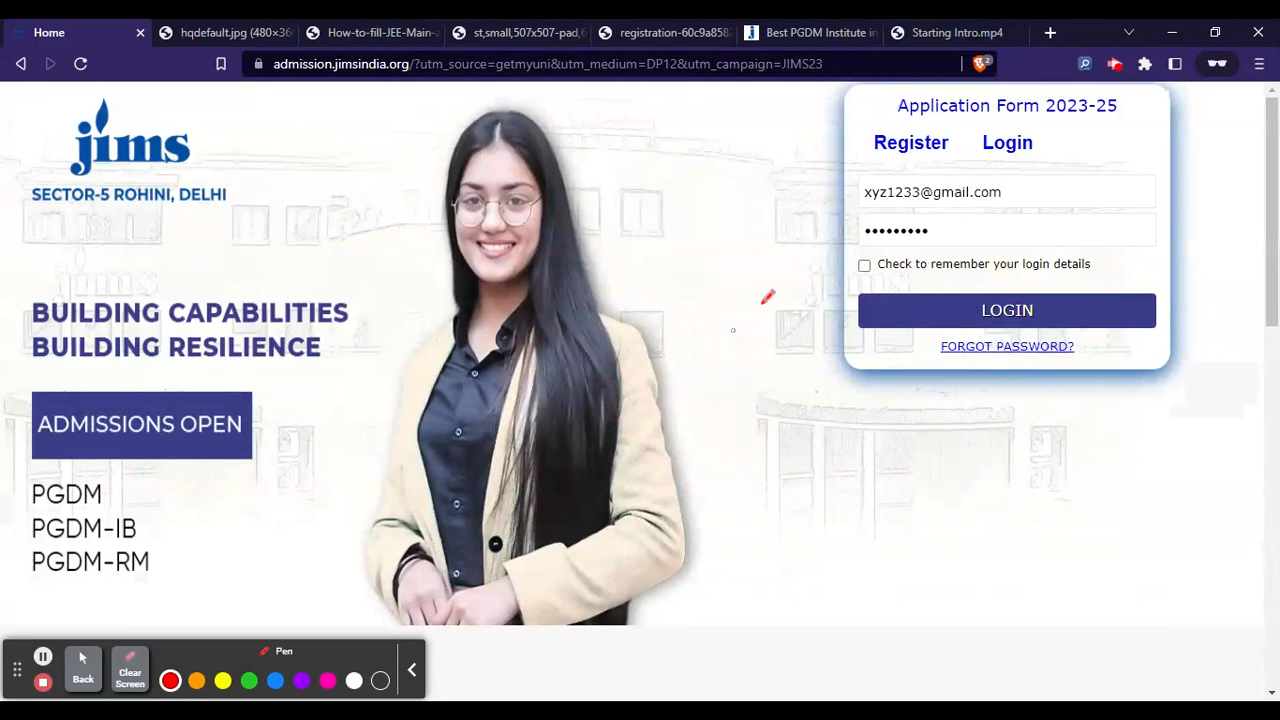 Home
hqdefault.jpg (480×36
How-to-fill-JEE-Main-a
st,small,507x507-pad,6
registration-60c9a858
Best PGDM Institute in
Starting Intro.mp4
admission.jimsindia.org/?utm_source=getmyuni&utm_medium=DP12&utm_campaign=JIMS23
2
jims
SECTOR-5 ROHINI, DELHI
BUILDING CAPABILITIES
BUILDING RESILIENCE
ADMISSIONS OPEN
PGDM
PGDM-IB
PGDM-RM
Application Form 2023-25
Register Login
xyz1233@gmail.com
•••••••••
Check to remember your login details
LOGIN
FORGOT PASSWORD?
jims
Pen
Back
Clear
Screen